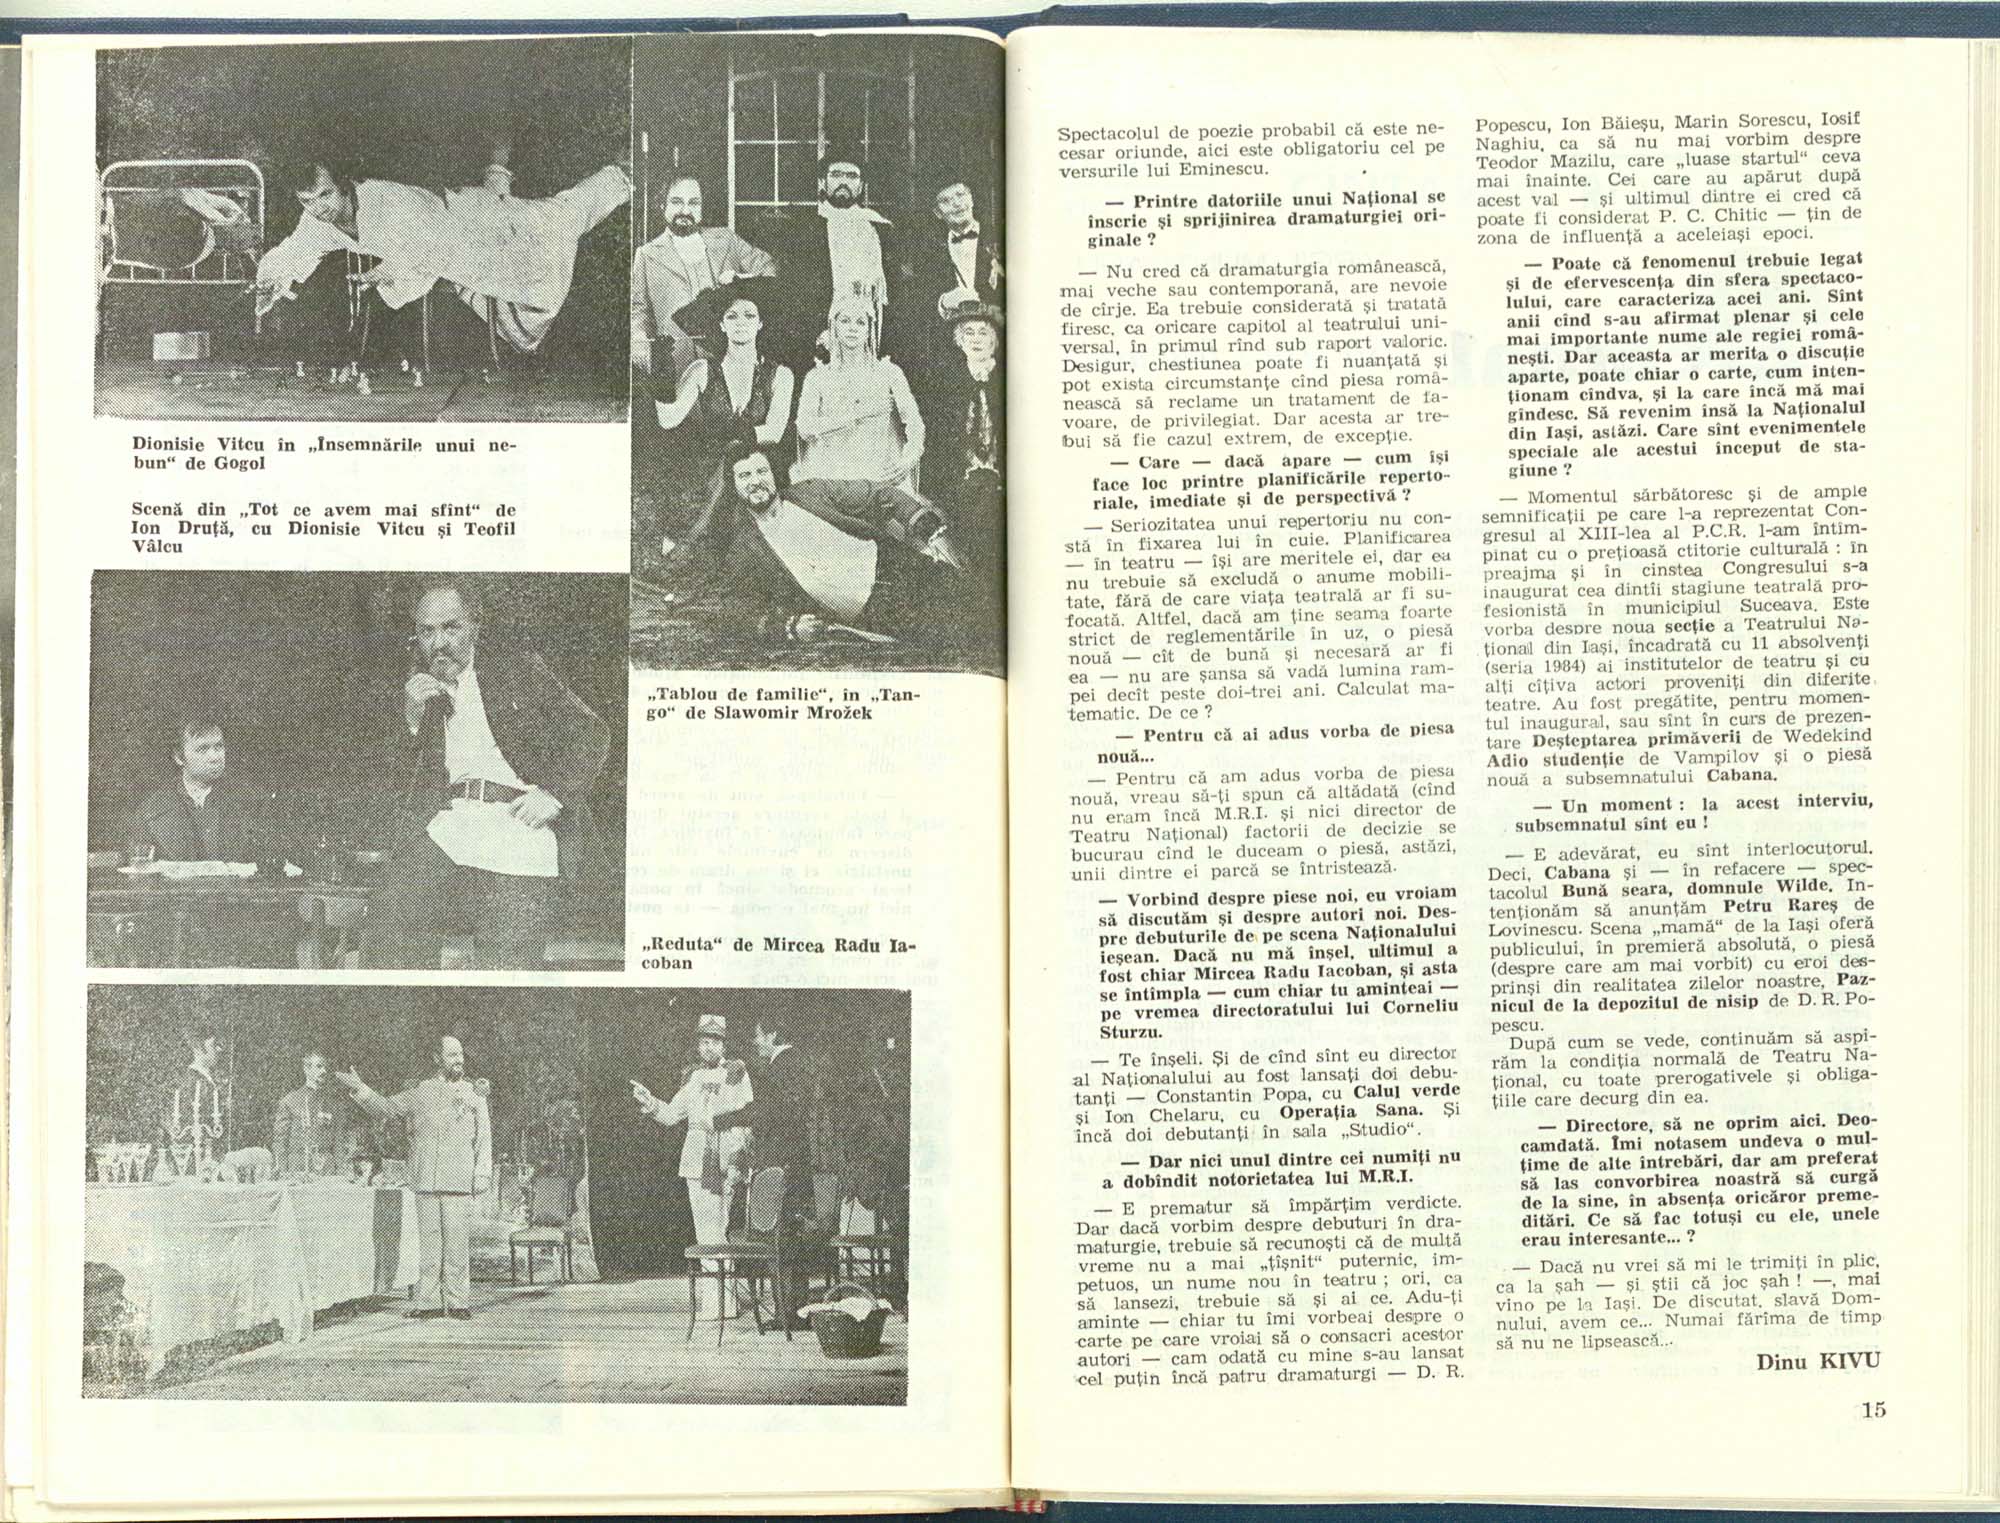 Dionisie Vitcu în „Însemnările unui ne-
bun“ de Gogol
Scenă din „Tot ce avem mai sfînt“ de
Ion Druţă, cu Dionisie Vitcu şi Teofil
Vâlcu
„Tablou de familie“, în „Tan-
go“ de Slawomir Mrożek
„Reduta“ de Mircea Radu Ia-
coban
Spectacolul de poezie probabil că este ne-
cesar oriunde, aici este obligatoriu cel pe
versurile lui Eminescu.
— Printre datoriile unui Naţional se
înscrie şi sprijinirea dramaturgiei ori-
ginale ?
— Nu cred că dramaturgia românească,
mai veche sau contemporană, are nevoie
de cîrje. Ea trebuie considerată şi tratată
firesc, ca oricare capitol al teatrului uni-
versal, în primul rînd sub raport valoric.
Desigur, chestiunea poate fi nuanţată şi
pot exista circumstanţe cînd piesa româ-
nească să reclame un tratament de fa-
voare, de privilegiat. Dar acesta ar tre-
bui să fie cazul extrem, de excepţie.
— Care — dacă apare — cum îşi
face loc printre planificările reperto-
riale, imediate şi de perspectivă ?
— Seriozitatea unui repertoriu nu con-
stă în fixarea lui în cuie. Planificarea
— în teatru — îşi are meritele ei, dar ea
nu trebuie să excludă o anume mobili-
tate, fără de care viaţa teatrală ar fi su-
focată. Altfel, dacă am ţine seama foarte
strict de reglementările în uz, o piesă
nouă — cît de bună şi necesară ar fi
ea — nu are şansa să vadă lumina ram-
pei decît peste doi-trei ani. Calculat ma-
tematic. De ce ?
— Pentru că ai adus vorba de piesa
nouă...
— Pentru că am adus vorba de piesa
nouă, vreau să-ţi spun că altădată (cînd
nu eram încă M.R.I. şi nici director de
Teatru Naţional) factorii de decizie se
bucurau cînd le duceam o piesă, astăzi,
unii dintre ei parcă se întristează.
— Vorbind despre piese noi, eu vroiam
să discutăm şi despre autori noi. Des-
pre debuturile de pe scena Naţionalului
ieşean. Dacă nu mă înşel, ultimul a
fost chiar Mircea Radu Iacoban, şi asta
se întîmpla — cum chiar tu aminteai —
pe vremea directoratului lui Corneliu
Sturzu.
— Te înşeli. Şi de cînd sînt eu director
al Naţionalului au fost lansaţi doi debu-
tanţi — Constantin Popa, cu Calul verde
şi Ion Chelaru, cu Operaţia Sana. Şi
încă doi debutanţi în sala „Studio“.
— Dar nici unul dintre cei numiţi nu
a dobîndit notorietatea lui M.R.I.
— E prematur să împărţim verdicte.
Dar dacă vorbim despre debuturi în dra-
maturgie, trebuie să recunoşti că de multă
vreme nu a mai „ţîşnit“ puternic, im-
petuos, un nume nou în teatru ; ori, ca
să lansezi, trebuie să şi ai ce. Adu-ţi
aminte — chiar tu îmi vorbeai despre o
carte pe care vroiai să o consacri acestor
autori — cam odată cu mine s-au lansat
cel puţin încă patru dramaturgi — D. R.
Popescu, Ion Băieşu, Marin Sorescu, Iosif
Naghiu, ca să nu mai vorbim despre
Teodor Mazilu, care „luase startul“ ceva
mai înainte. Cei care au apărut după
acest val — şi ultimul dintre ei cred că
poate fi considerat P. C. Chitic — ţin de
zona de influenţă a aceleiaşi epoci.
— Poate că fenomenul trebuie legat
şi de efervescenţa din sfera spectaco-
lului, care caracteriza acei ani. Sînt
anii cînd s-au afirmat plenar şi cele
mai importante nume ale regiei româ-
neşti. Dar aceasta ar merita o discuţie
aparte, poate chiar o carte, cum inten-
ţionam cîndva, şi la care încă mă mai
gîndesc. Să revenim însă la Naţionalul
din Iaşi, astăzi. Care sînt evenimentele
speciale ale acestui început de sta-
giune ?
— Momentul sărbătoresc şi de ample
semnificaţii pe care l-a reprezentat Con-
gresul al XIII-lea al P.C.R. l-am întîm-
pinat cu o preţioasă ctitorie culturală : în
preajma şi în cinstea Congresului s-a
inaugurat cea dintîi stagiune teatrală pro-
fesionistă în municipiul Suceava. Este
vorba despre noua secţie a Teatrului Na-
ţional din Iaşi, încadrată cu 11 absolvenţi
(seria 1984) ai institutelor de teatru şi cu
alţi cîţiva actori proveniţi din diferite
teatre. Au fost pregătite, pentru momen-
tul inaugural, sau sînt în curs de prezen-
tare Deşteptarea primăverii de Wedekind
Adio studenţie de Vampilov şi o piesă
nouă a subsemnatului Cabana.
— Un moment : la acest interviu,
subsemnatul sînt eu !
— E adevărat, eu sînt interlocutorul.
Deci, Cabana şi — în refacere — spec-
tacolul Bună seara, domnule Wilde. In-
tenţionăm să anunţăm Petru Rareş de
Lovinescu. Scena „mamă“ de la Iaşi oferă
publicului, în premieră absolută, o piesă
(despre care am mai vorbit) cu eroi des-
prinşi din realitatea zilelor noastre, Paz-
nicul de la depozitul de nisip de D. R. Po-
pescu.
După cum se vede, continuăm să aspi-
răm la condiţia normală de Teatru Na-
ţional, cu toate prerogativele şi obliga-
ţiile care decurg din ea.
— Directore, să ne oprim aici. Deo-
camdată. Îmi notasem undeva o mul-
ţime de alte întrebări, dar am preferat
să las convorbirea noastră să curgă
de la sine, în absenţa oricăror preme-
ditări. Ce să fac totuşi cu ele, unele
erau interesante... ?
— Dacă nu vrei să mi le trimiţi în plic,
ca la şah — şi ştii că joc şah ! —, mai
vino pe la Iaşi. De discutat, slavă Dom-
nului, avem ce... Numai fărîma de timp
să nu ne lipsească...
Dinu KIVU
15